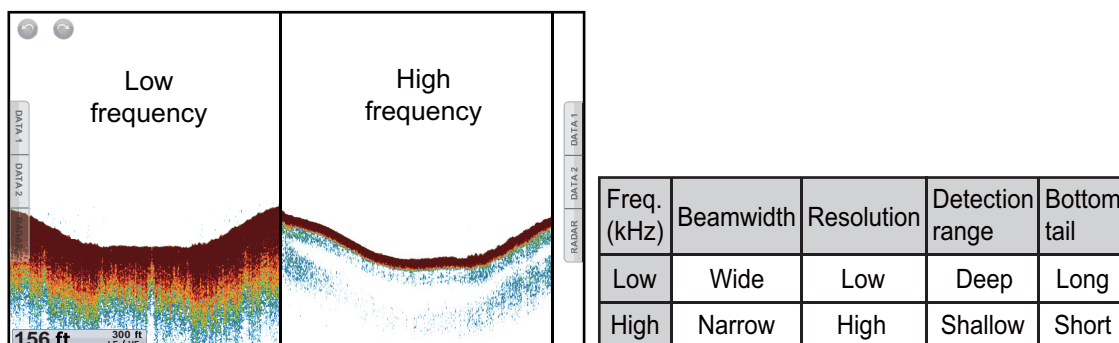 Low
frequency
High
frequency
DATA 1
DATA 2
RADAR
156 ft
300 ft
DATA 1
DATA 2
RADAR
Freq. (kHz) Beamwidth Resolution Detection range Bottom tail
Low Wide Low Deep Long
High Narrow High Shallow Short